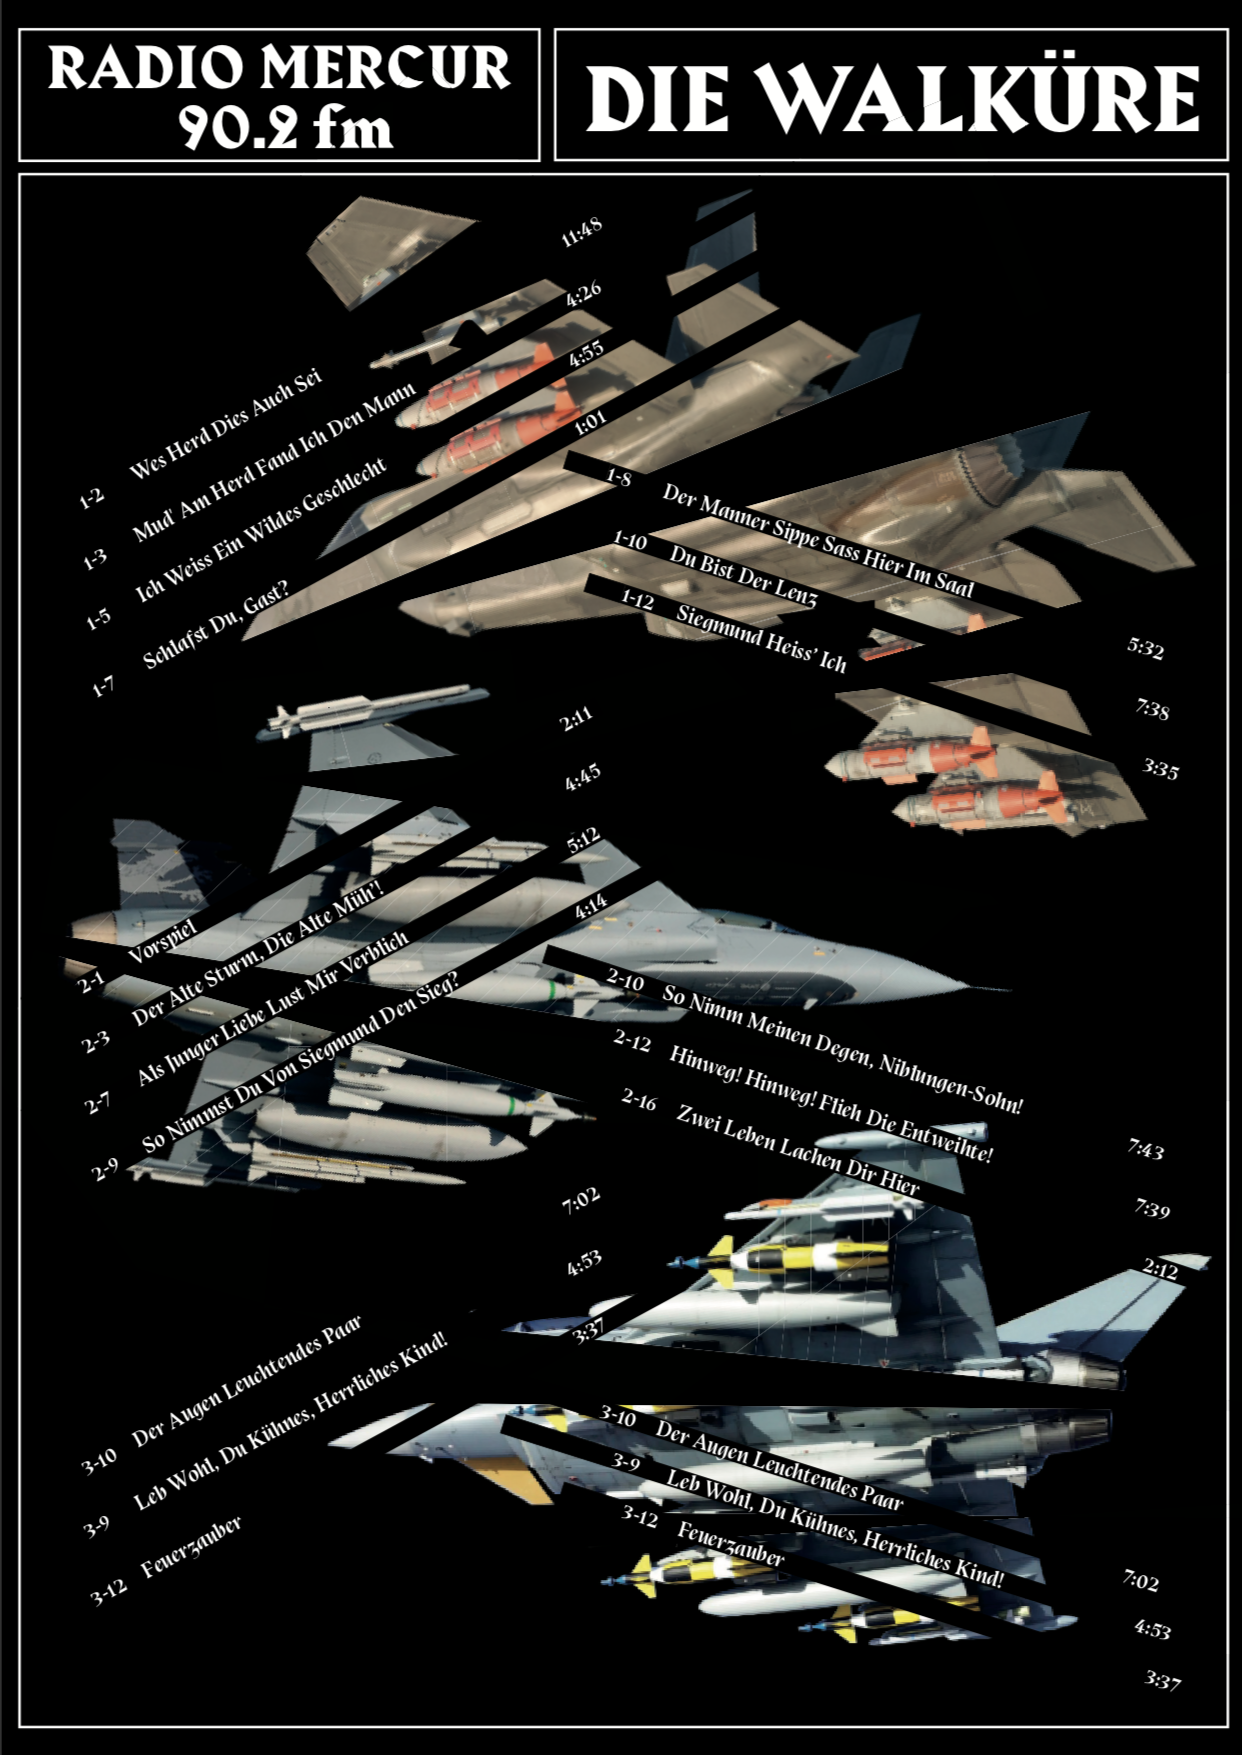 RADIO MERCUR
90.2 fm
DIE WALKÜRE
1-2 Wes Herd Dies Auch Sei 11:48
1-3 Mud' Am Herd Fand Ich Den Mann 4:26
1-5 Ich Weiss Ein Wildes Geschlecht 4:55
1-7 Schlafst Du, Gast? 1:01
1-8 Der Manner Sippe Sass Hier Im Saal 5:32
1-10 Du Bist Der Lenz 7:38
1-12 Siegmund Heiss' Ich 3:35
2-1 Vorspiel 2:11
2-3 Der Alte Sturm, Die Alte Müh'! 4:45
2-7 Als Junger Liebe Lust Mir Verblich 5:12
2-9 So Nimmst Du Von Siegmund Den Sieg? 4:14
2-10 So Nimm Meinen Degen, Niblungen-Sohn! 7:43
2-12 Hinweg! Hinweg! Flieh Die Entweihte! 7:39
2-16 Zwei Leben Lachen Dir Hier 2:12
3-10 Der Augen Leuchtendes Paar 7:02
3-9 Leb Wohl, Du Kühnes, Herrliches Kind! 4:53
3-12 Feuerzauber 3:37
3-10 Der Augen Leuchtendes Paar 7:02
3-9 Leb Wohl, Du Kühnes, Herrliches Kind! 4:53
3-12 Feuerzauber 3:37